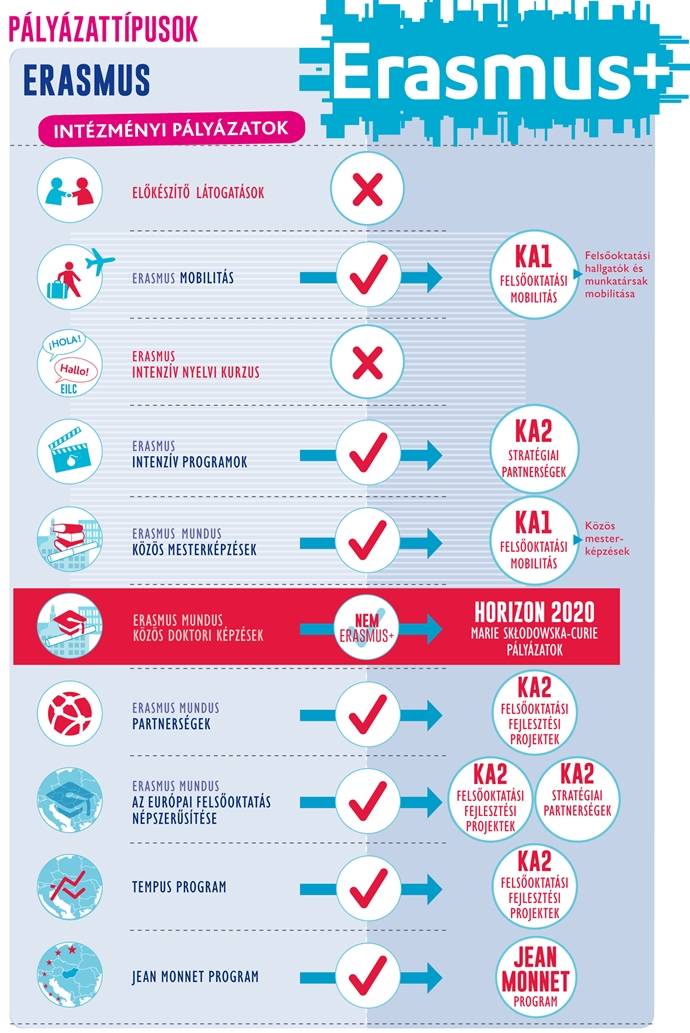 PÁLYÁZATTÍPUSOK
ERASMUS
Erasmus+
INTÉZMÉNYI PÁLYÁZATOK
ELŐKÉSZÍTŐ LÁTOGATÁSOK
ERASMUS MOBILITÁS
KA1
FELSŐOKTATÁSI
MOBILITÁS
Felsőoktatási
hallgatók és
munkatársak
mobilitása
¡HOLA!
Hallo!
EILC
ERASMUS
INTENZÍV NYELVI KURZUS
ERASMUS
INTENZÍV PROGRAMOK
KA2
STRATÉGIAI
PARTNERSÉGEK
ERASMUS MUNDUS
KÖZÖS MESTERKÉPZÉSEK
KA1
FELSŐOKTATÁSI
MOBILITÁS
Közös
mester-
képzések
ERASMUS MUNDUS
KÖZÖS DOKTORI KÉPZÉSEK
NEM
ERASMUS+
HORIZON 2020
MARIE SKŁODOWSKA-CURIE
PÁLYÁZATOK
ERASMUS MUNDUS
PARTNERSÉGEK
KA2
FELSŐOKTATÁSI
FEJLESZTÉSI
PROJEKTEK
ERASMUS MUNDUS
AZ EURÓPAI FELSŐOKTATÁS
NÉPSZERŰSÍTÉSE
KA2
FELSŐOKTATÁSI
FEJLESZTÉSI
PROJEKTEK
KA2
STRATÉGIAI
PARTNERSÉGEK
TEMPUS PROGRAM
KA2
FELSŐOKTATÁSI
FEJLESZTÉSI
PROJEKTEK
JEAN MONNET PROGRAM
JEAN
MONNET
PROGRAM